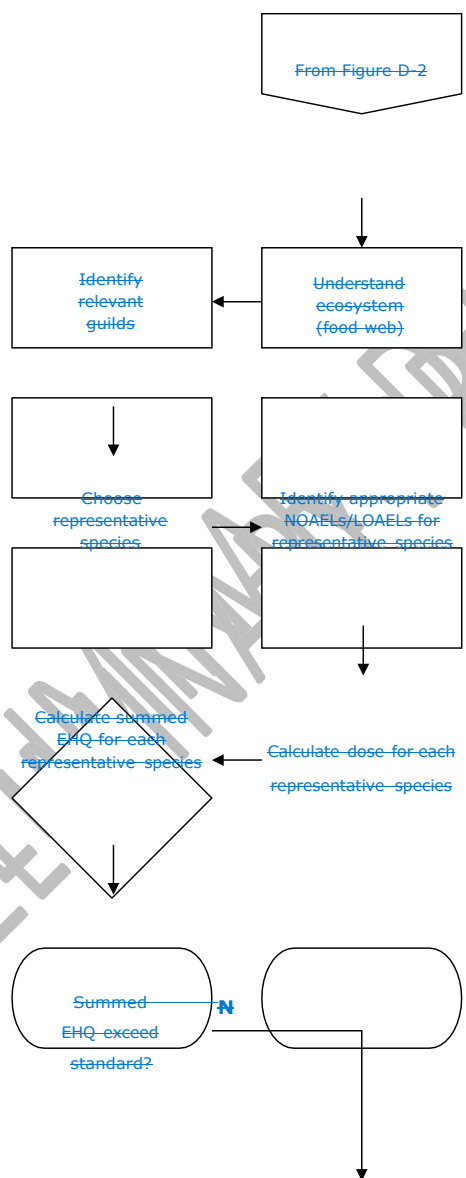 From Figure D-2
Identify
relevant
guilds
Understand
ecosystem
(food web)
Choose
representative
species
Identify appropriate
NOAELs/LOAELs for
representative species
Calculate summed
EHQ for each
representative species
Calculate dose for each
representative species
Summed
EHQ exceed
standard?
N